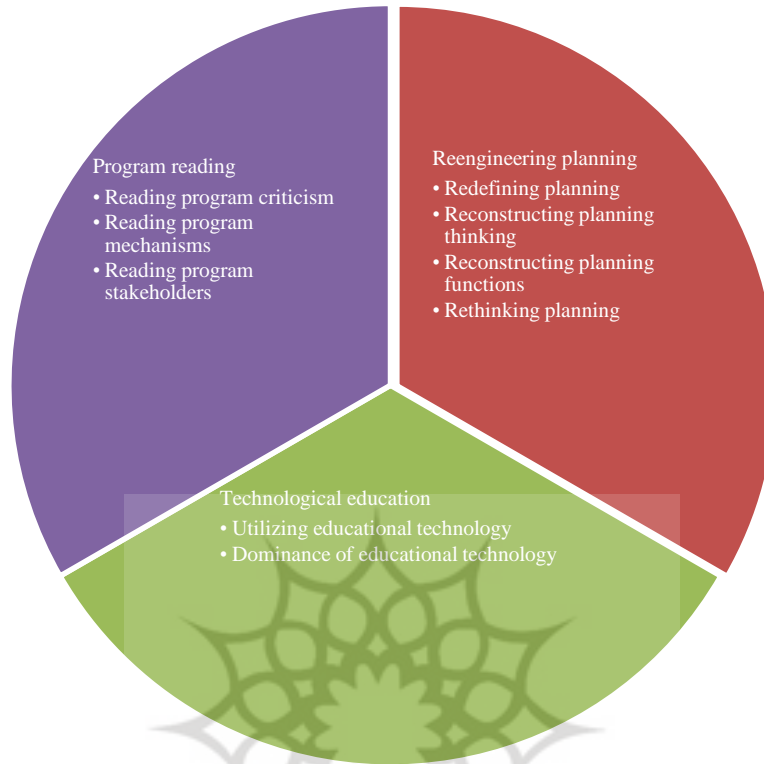 Program reading
• Reading program criticism
• Reading program
mechanisms
• Reading program
stakeholders
Reengineering planning
• Redefining planning
• Reconstructing planning
thinking
• Reconstructing planning
functions
• Rethinking planning
Technological education
• Utilizing educational technology
• Dominance of educational technology